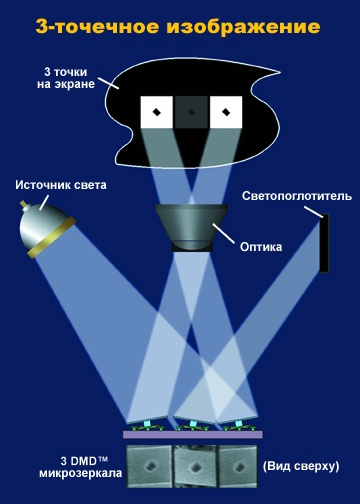 3-точечное изображение
3 точки
на экране
Источник света
Светопоглотитель
Оптика
3 DMD™
микрозеркала
(Вид сверху)